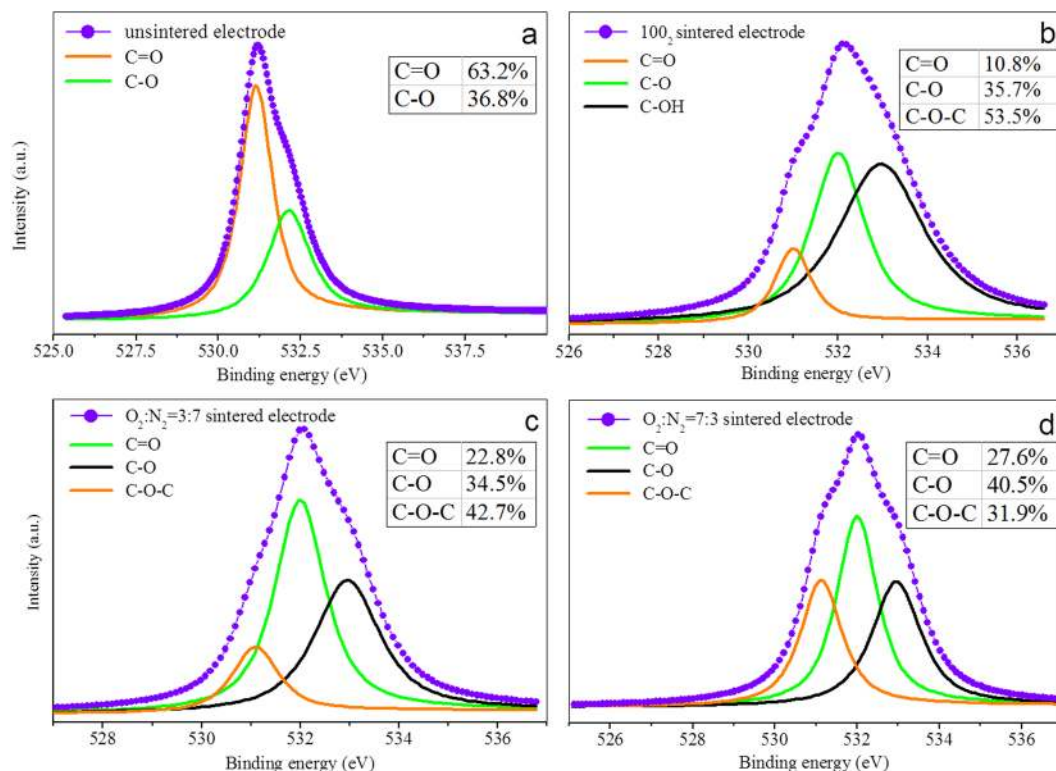 a
unsintered electrode
C=O
C-O
C=O 63.2%
C-O 36.8%
Intensity (a.u.)
525.0 527.5 530.0 532.5 535.0 537.5
Binding energy (eV)
b
100₂ sintered electrode
C=O
C-O
C-OH
C=O 10.8%
C-O 35.7%
C-O-C 53.5%
526 528 530 532 534 536
Binding energy (eV)
c
O₂:N₂=3:7 sintered electrode
C=O
C-O
C-O-C
C=O 22.8%
C-O 34.5%
C-O-C 42.7%
Intensity (a.u.)
528 530 532 534 536
Binding energy (eV)
d
O₂:N₂=7:3 sintered electrode
C=O
C-O
C-O-C
C=O 27.6%
C-O 40.5%
C-O-C 31.9%
526 528 530 532 534 536
Binding energy (eV)